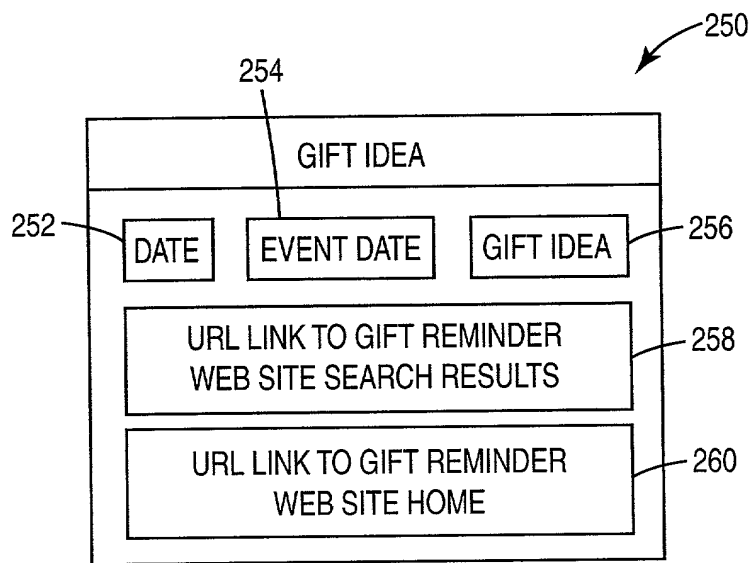 250
254
GIFT IDEA
252
DATE
EVENT DATE
GIFT IDEA
256
URL LINK TO GIFT REMINDER
WEB SITE SEARCH RESULTS
258
URL LINK TO GIFT REMINDER
WEB SITE HOME
260